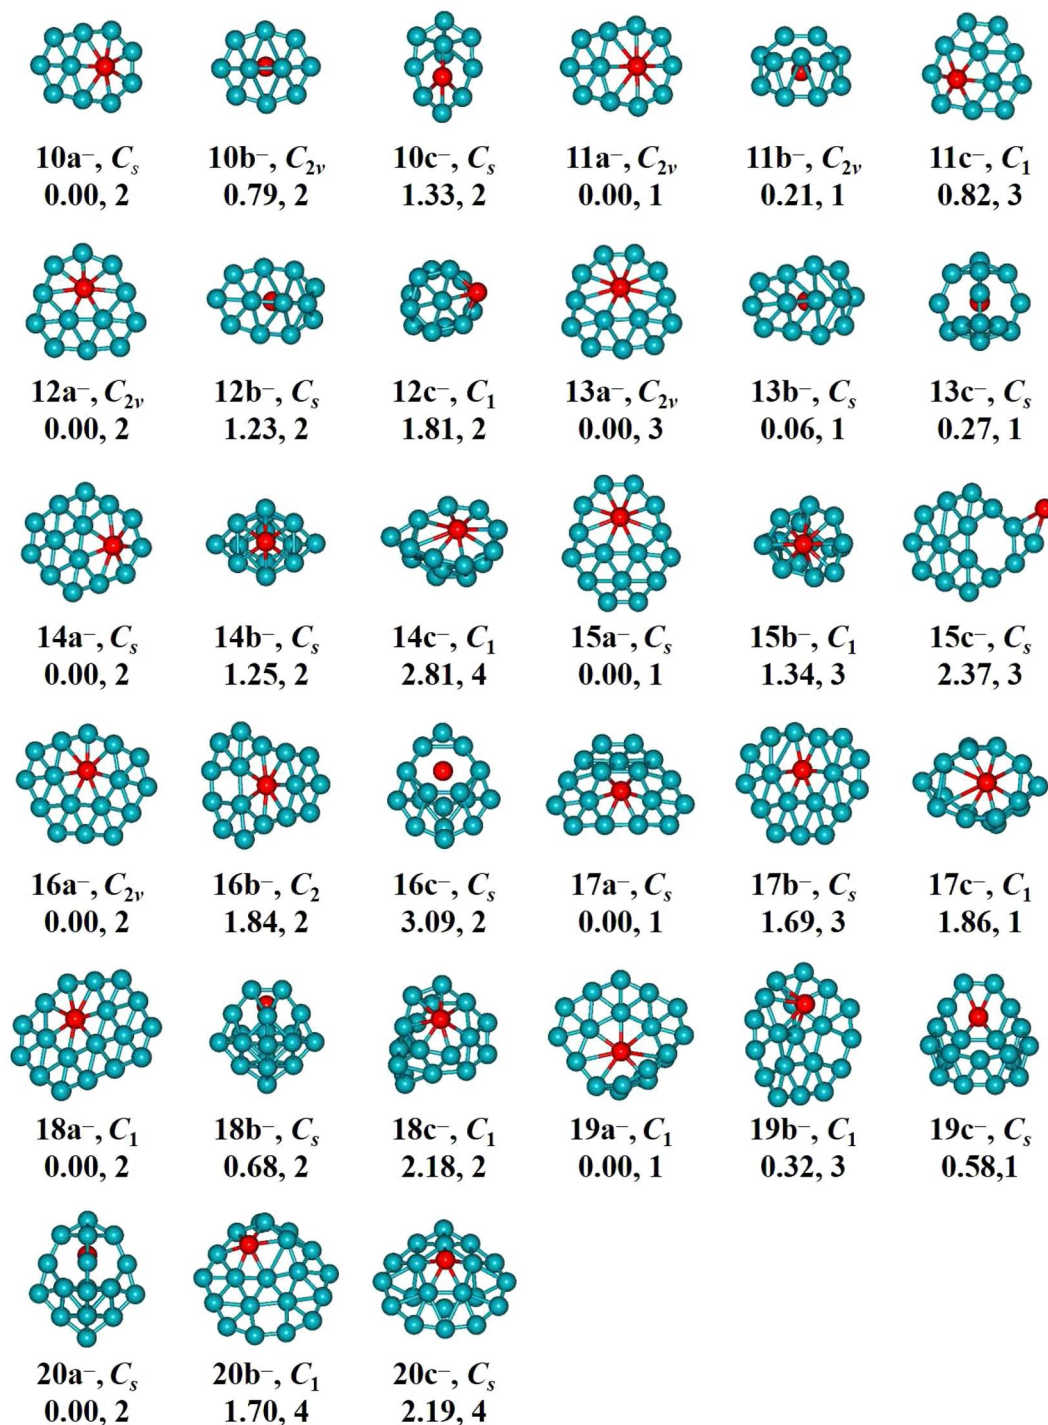 10a⁻, Cₛ 10b⁻, C₂ᵥ 10c⁻, Cₛ 11a⁻, C₂ᵥ 11b⁻, C₂ᵥ 11c⁻, C₁
0.00, 2 0.79, 2 1.33, 2 0.00, 1 0.21, 1 0.82, 3
12a⁻, C₂ᵥ 12b⁻, Cₛ 12c⁻, C₁ 13a⁻, C₂ᵥ 13b⁻, Cₛ 13c⁻, Cₛ
0.00, 2 1.23, 2 1.81, 2 0.00, 3 0.06, 1 0.27, 1
14a⁻, Cₛ 14b⁻, Cₛ 14c⁻, C₁ 15a⁻, Cₛ 15b⁻, C₁ 15c⁻, Cₛ
0.00, 2 1.25, 2 2.81, 4 0.00, 1 1.34, 3 2.37, 3
16a⁻, C₂ᵥ 16b⁻, C₂ 16c⁻, Cₛ 17a⁻, Cₛ 17b⁻, Cₛ 17c⁻, C₁
0.00, 2 1.84, 2 3.09, 2 0.00, 1 1.69, 3 1.86, 1
18a⁻, C₁ 18b⁻, Cₛ 18c⁻, C₁ 19a⁻, C₁ 19b⁻, C₁ 19c⁻, Cₛ
0.00, 2 0.68, 2 2.18, 2 0.00, 1 0.32, 3 0.58,1
20a⁻, Cₛ 20b⁻, C₁ 20c⁻, Cₛ
0.00, 2 1.70, 4 2.19, 4